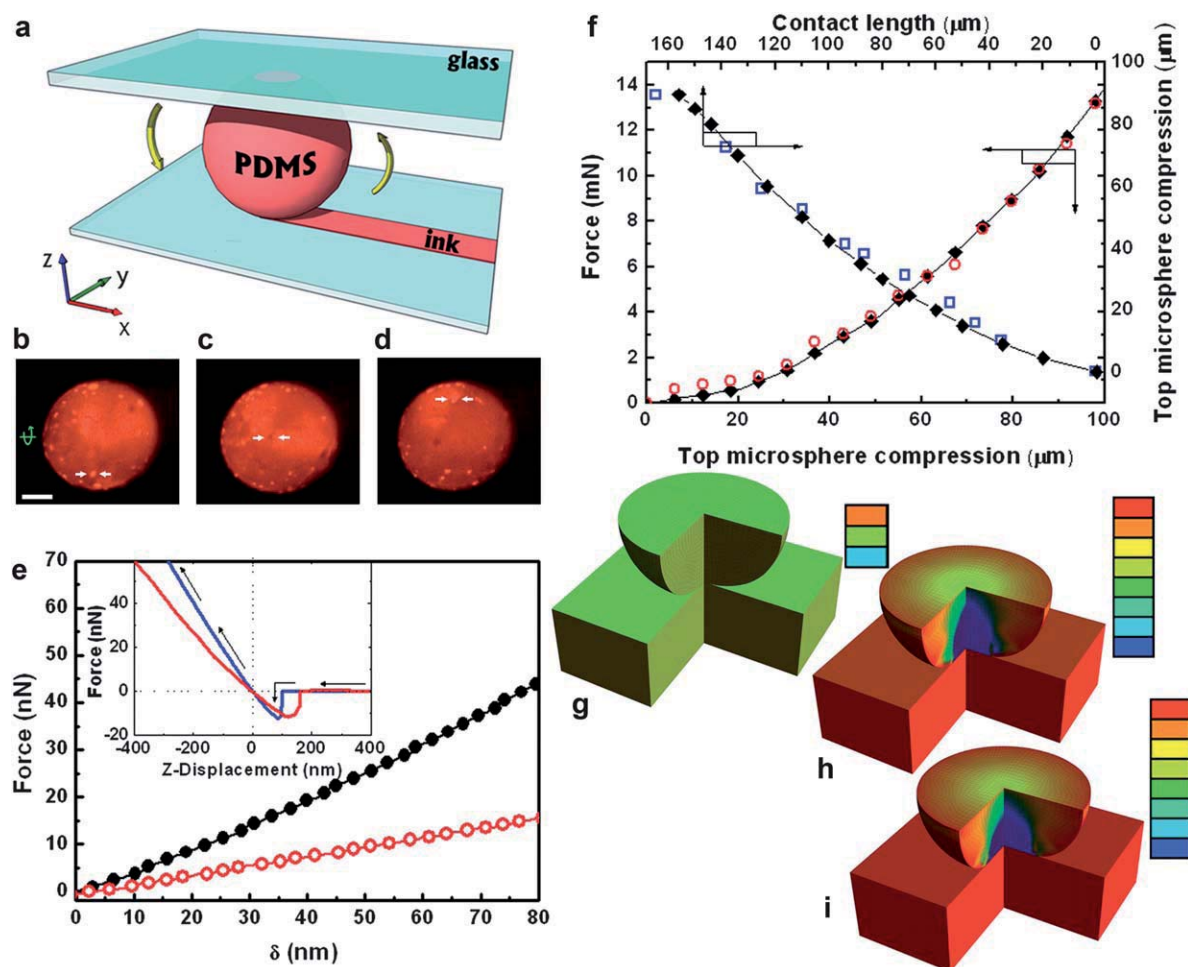 a
glass
PDMS
ink
z
y
x
b
c
d
e
70
60
50
40
30
20
10
0
Force (nN)
0 10 20 30 40 50 60 70 80
δ (nm)
40
20
0
-20
Force (nN)
-400 -200 0 200 400
Z-Displacement (nm)
f
Contact length (μm)
160 140 120 100 80 60 40 20 0
14
12
10
8
6
4
2
0
Force (mN)
100
80
60
40
20
0
Top microsphere compression (μm)
0 20 40 60 80 100
Top microsphere compression (μm)
g
h
i